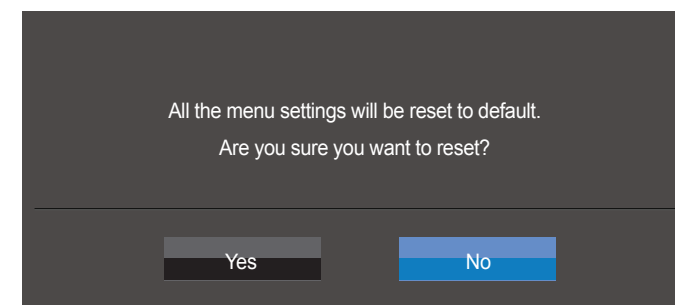 All the menu settings will be reset to default.
Are you sure you want to reset?
Yes No